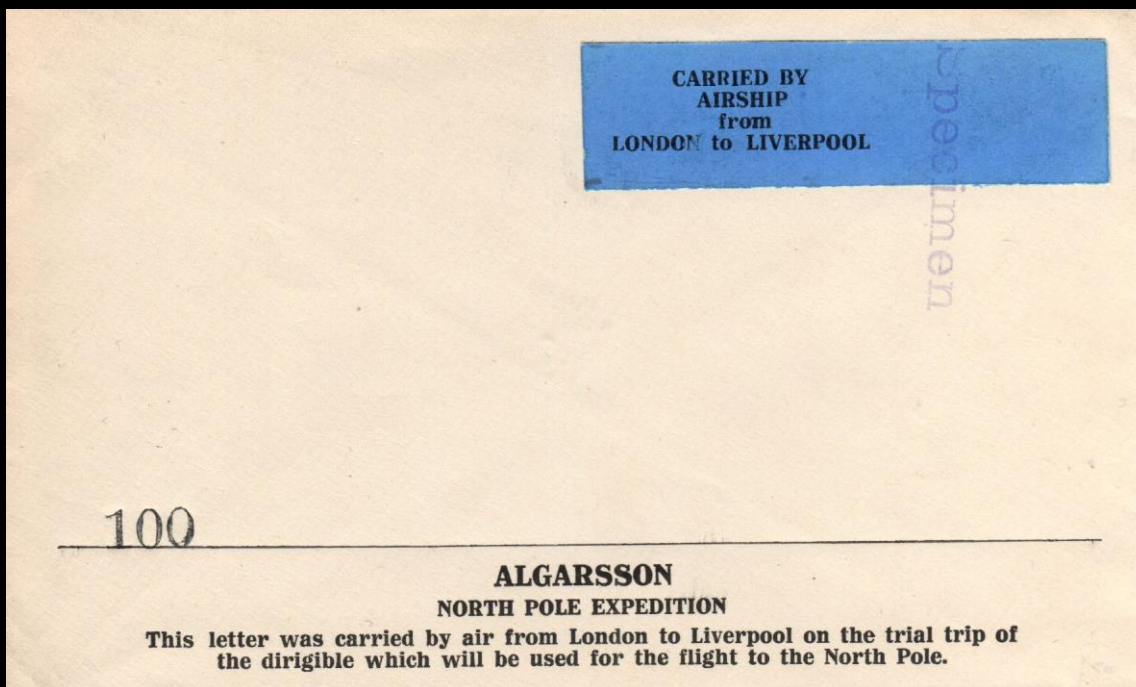 CARRIED BY
AIRSHIP
from
LONDON to LIVERPOOL
Specimen
100
ALGARSSON
NORTH POLE EXPEDITION
This letter was carried by air from London to Liverpool on the trial trip of
the dirigible which will be used for the flight to the North Pole.